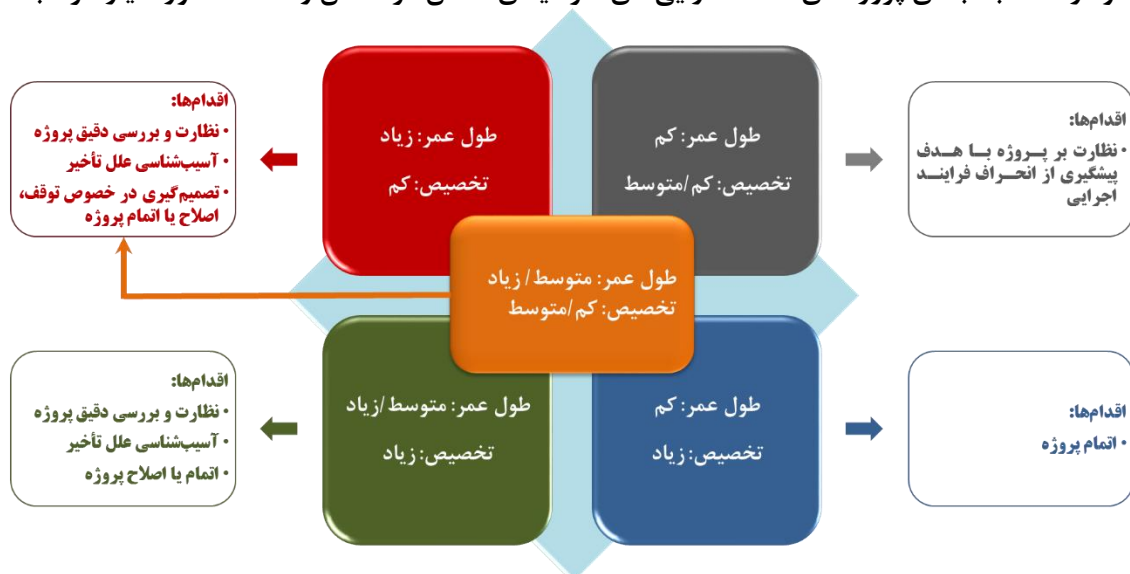 طول عمر: کم
تخصیص: کم/متوسط
اقدام‌ها:
• نظارت بر پروژه با هدف
پیشگیری از انحراف فرایند
اجرایی
طول عمر: زیاد
تخصیص: کم
اقدام‌ها:
• نظارت و بررسی دقیق پروژه
• آسیب‌شناسی علل تأخیر
• تصمیم‌گیری در خصوص توقف،
اصلاح یا اتمام پروژه
طول عمر: متوسط/ زیاد
تخصیص: کم/متوسط
طول عمر: کم
تخصیص: زیاد
اقدام‌ها:
• اتمام پروژه
طول عمر: متوسط/زیاد
تخصیص: زیاد
اقدام‌ها:
• نظارت و بررسی دقیق پروژه
• آسیب‌شناسی علل تأخیر
• اتمام یا اصلاح پروژه